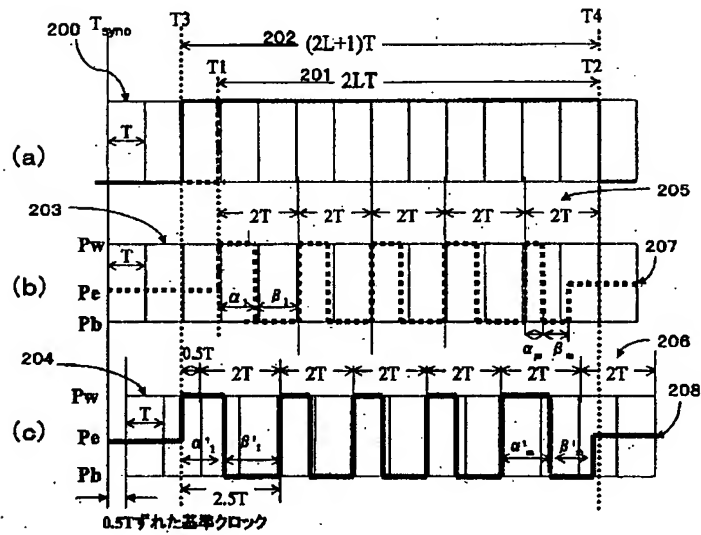 T3 T4
200 Tsync 202 (2L+1)T
T1 201 2LT T2
T
(a)
203 2T 2T 2T 2T 2T 205
Pw
T 207
(b) Pe
α1 β1 αm βm
Pb
204 0.5T 2T 2T 2T 2T 2T 2T 206
Pw
T 208
(c) Pe
α'1 β'1 α'm β'm
Pb
2.5T
0.5Tずれた基準クロック